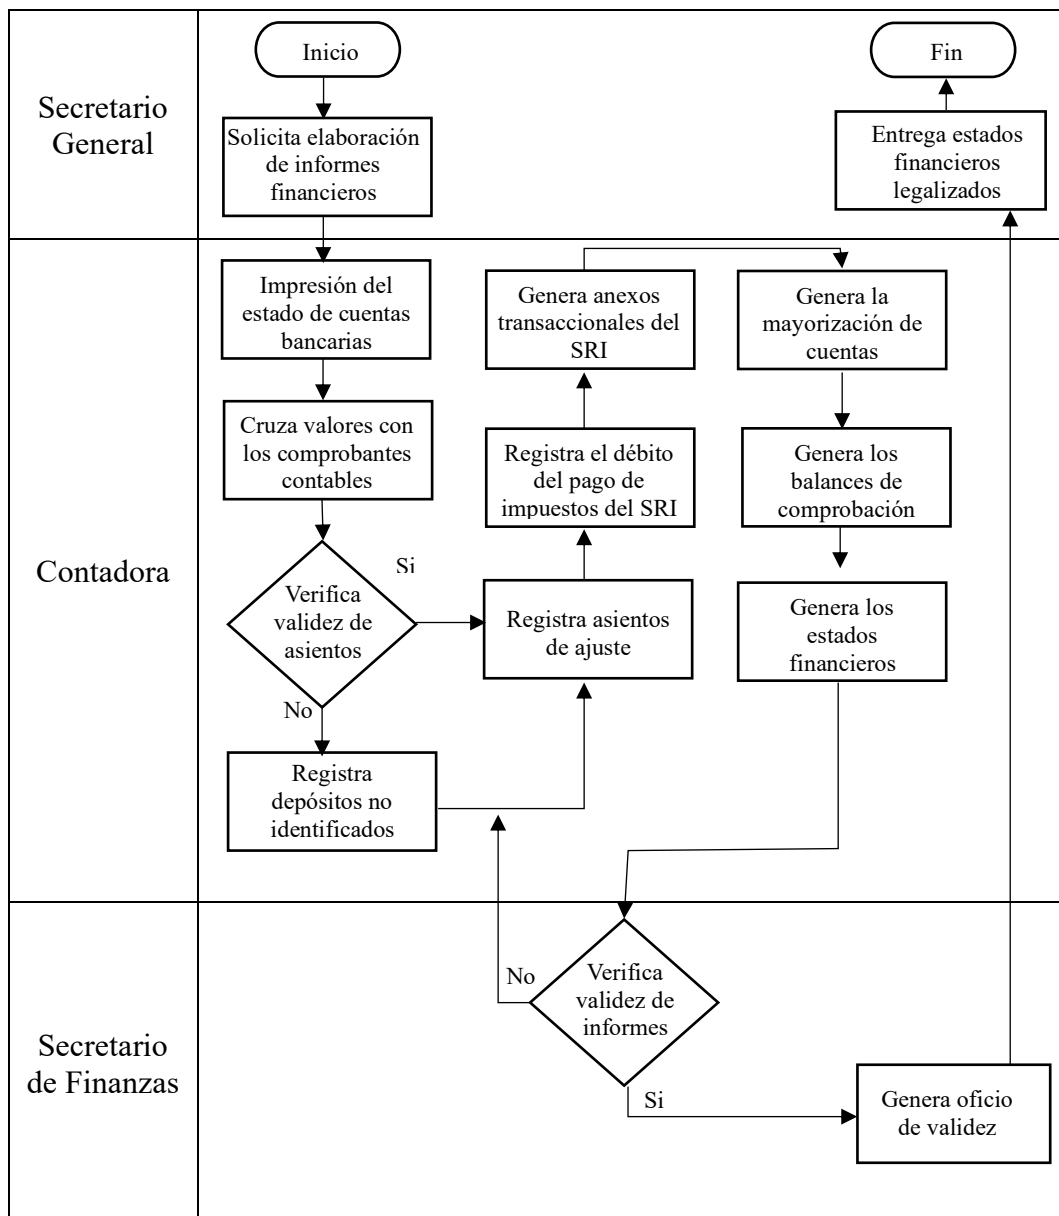 Secretario
General
Inicio
Solicita elaboración
de informes
financieros
Fin
Entrega estados
financieros
legalizados
Contadora
Impresión del
estado de cuentas
bancarias
Cruza valores con
los comprobantes
contables
Verifica
validez de
asientos
Si
No
Registra
depósitos no
identificados
Genera anexos
transaccionales del
SRI
Registra el débito
del pago de
impuestos del SRI
Registra asientos
de ajuste
Genera la
mayorización de
cuentas
Genera los
balances de
comprobación
Genera los
estados
financieros
Secretario
de Finanzas
No
Verifica
validez de
informes
Si
Genera oficio
de validez